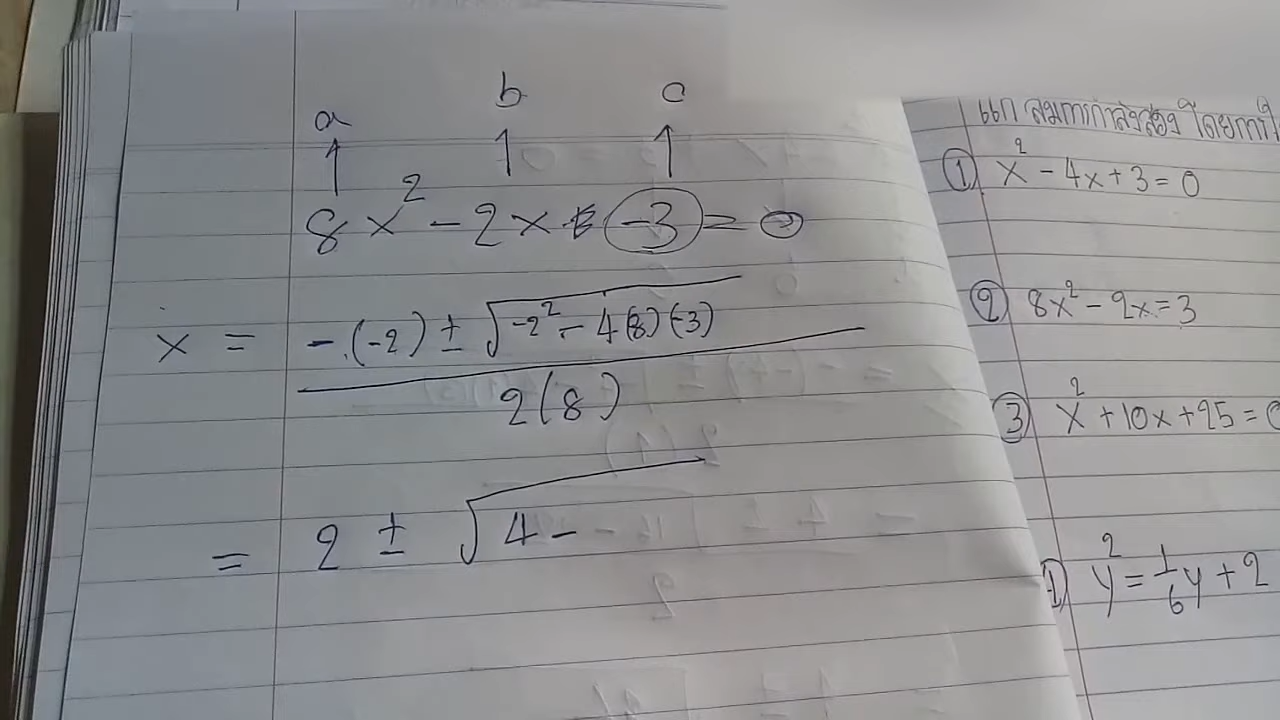 a b c
8x² - 2x (-3) = 0
x = -(-2) ± √-2² - 4(8)(-3)
2(8)
= 2 ± √4 -
① x² - 4x + 3 = 0
② 8x² - 2x = 3
③ x² + 10x + 25 = 0
y² = 1/6 y + 2